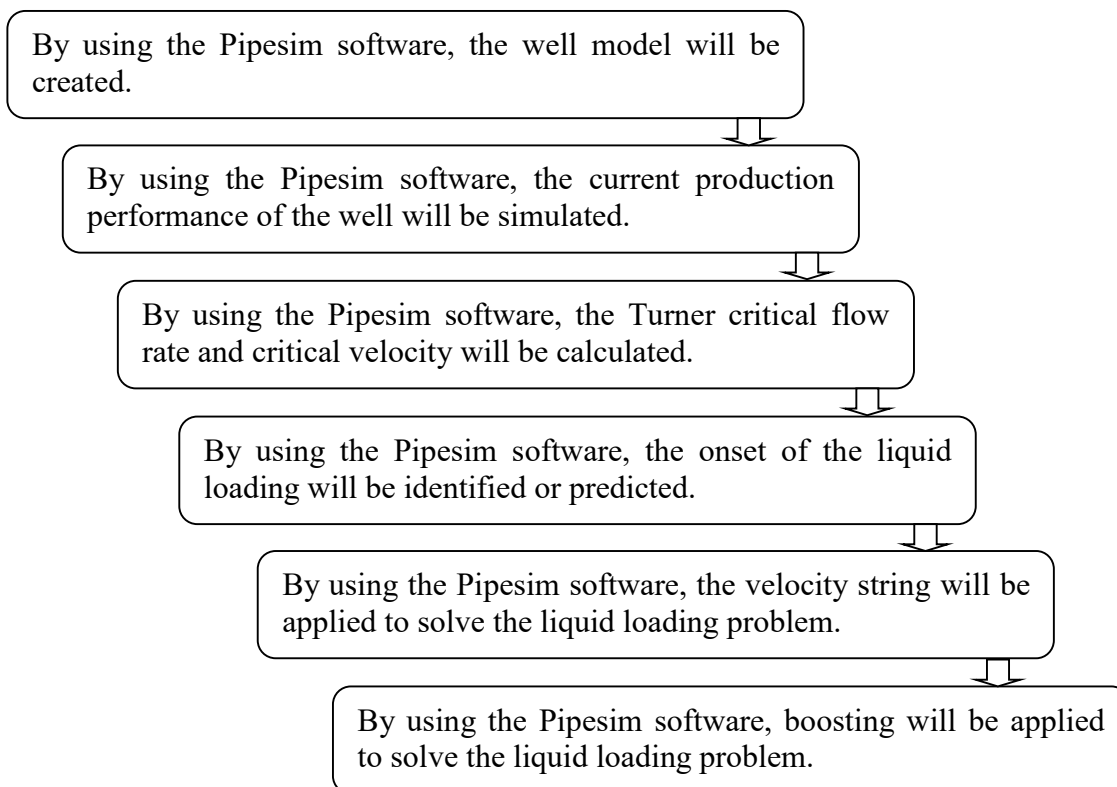 By using the Pipesim software, the well model will be
created.
By using the Pipesim software, the current production
performance of the well will be simulated.
By using the Pipesim software, the Turner critical flow
rate and critical velocity will be calculated.
By using the Pipesim software, the onset of the liquid
loading will be identified or predicted.
By using the Pipesim software, the velocity string will be
applied to solve the liquid loading problem.
By using the Pipesim software, boosting will be applied
to solve the liquid loading problem.